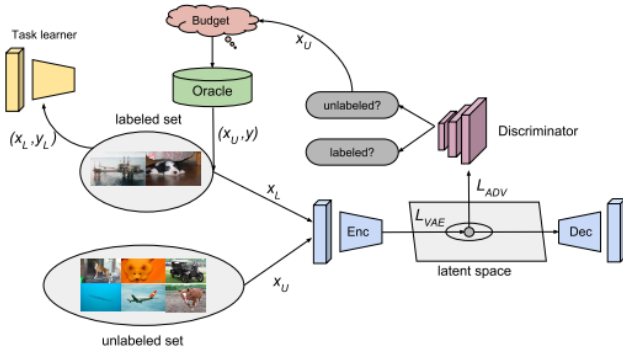 Budget
Task learner
x_U
Oracle
unlabeled?
labeled set
(x_L, y_L)
(x_U, y)
labeled?
Discriminator
x_L
L_ADV
L_VAE
Enc
Dec
x_U
latent space
unlabeled set